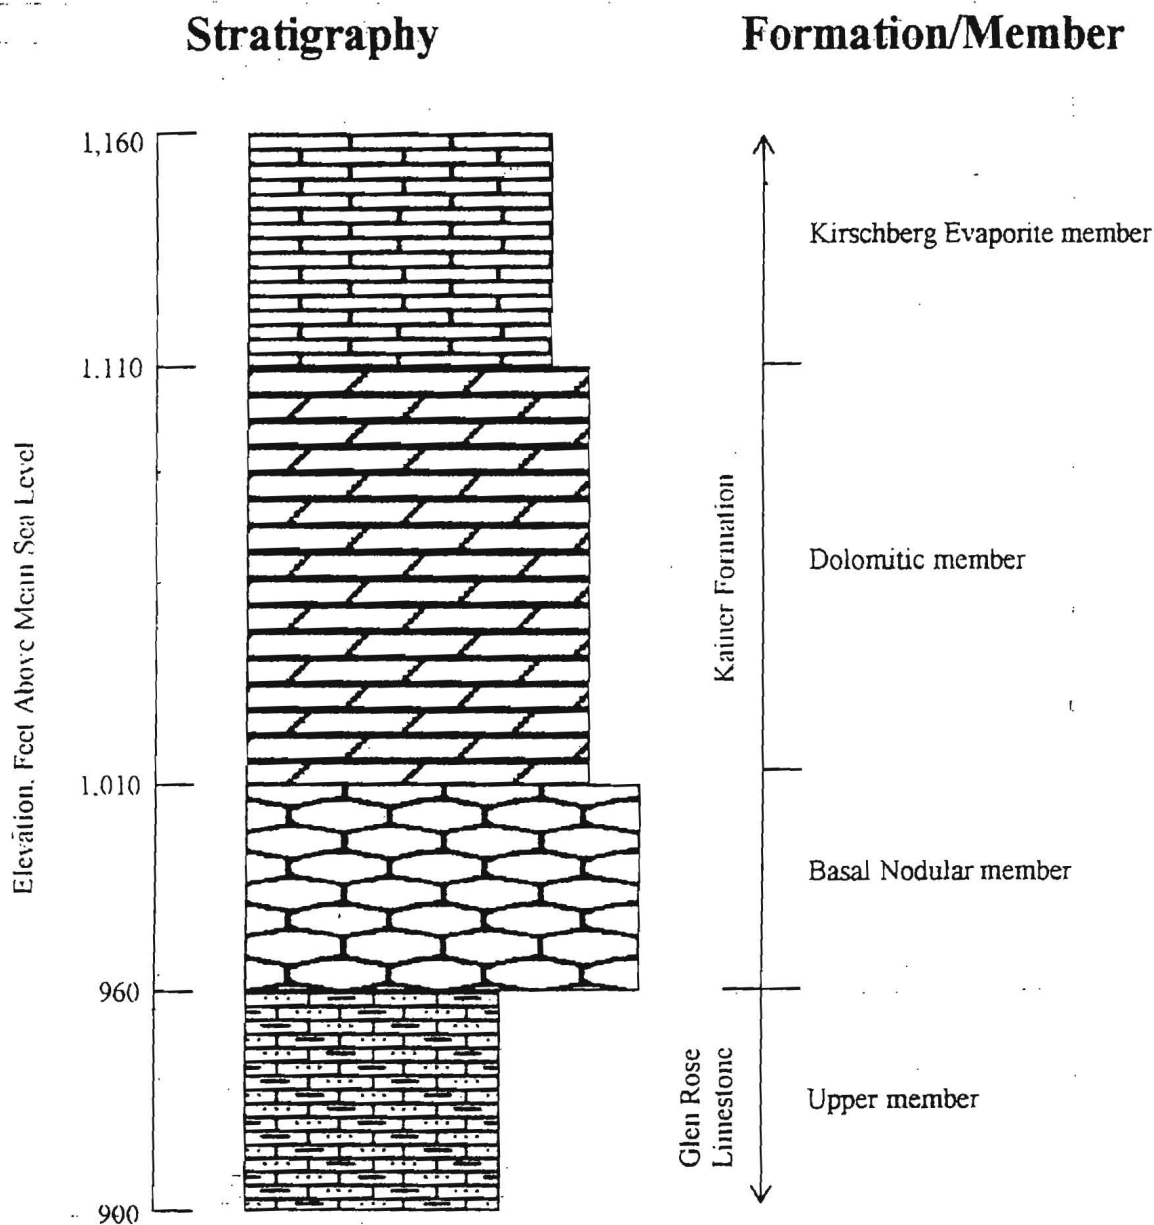 Stratigraphy
Formation/Member
1,160
Kirschberg Evaporite member
1.110
Elevation, Feet Above Mean Sea Level
Kainer Formation
Dolomitic member
1.010
Basal Nodular member
960
Glen Rose
Limestone
Upper member
900